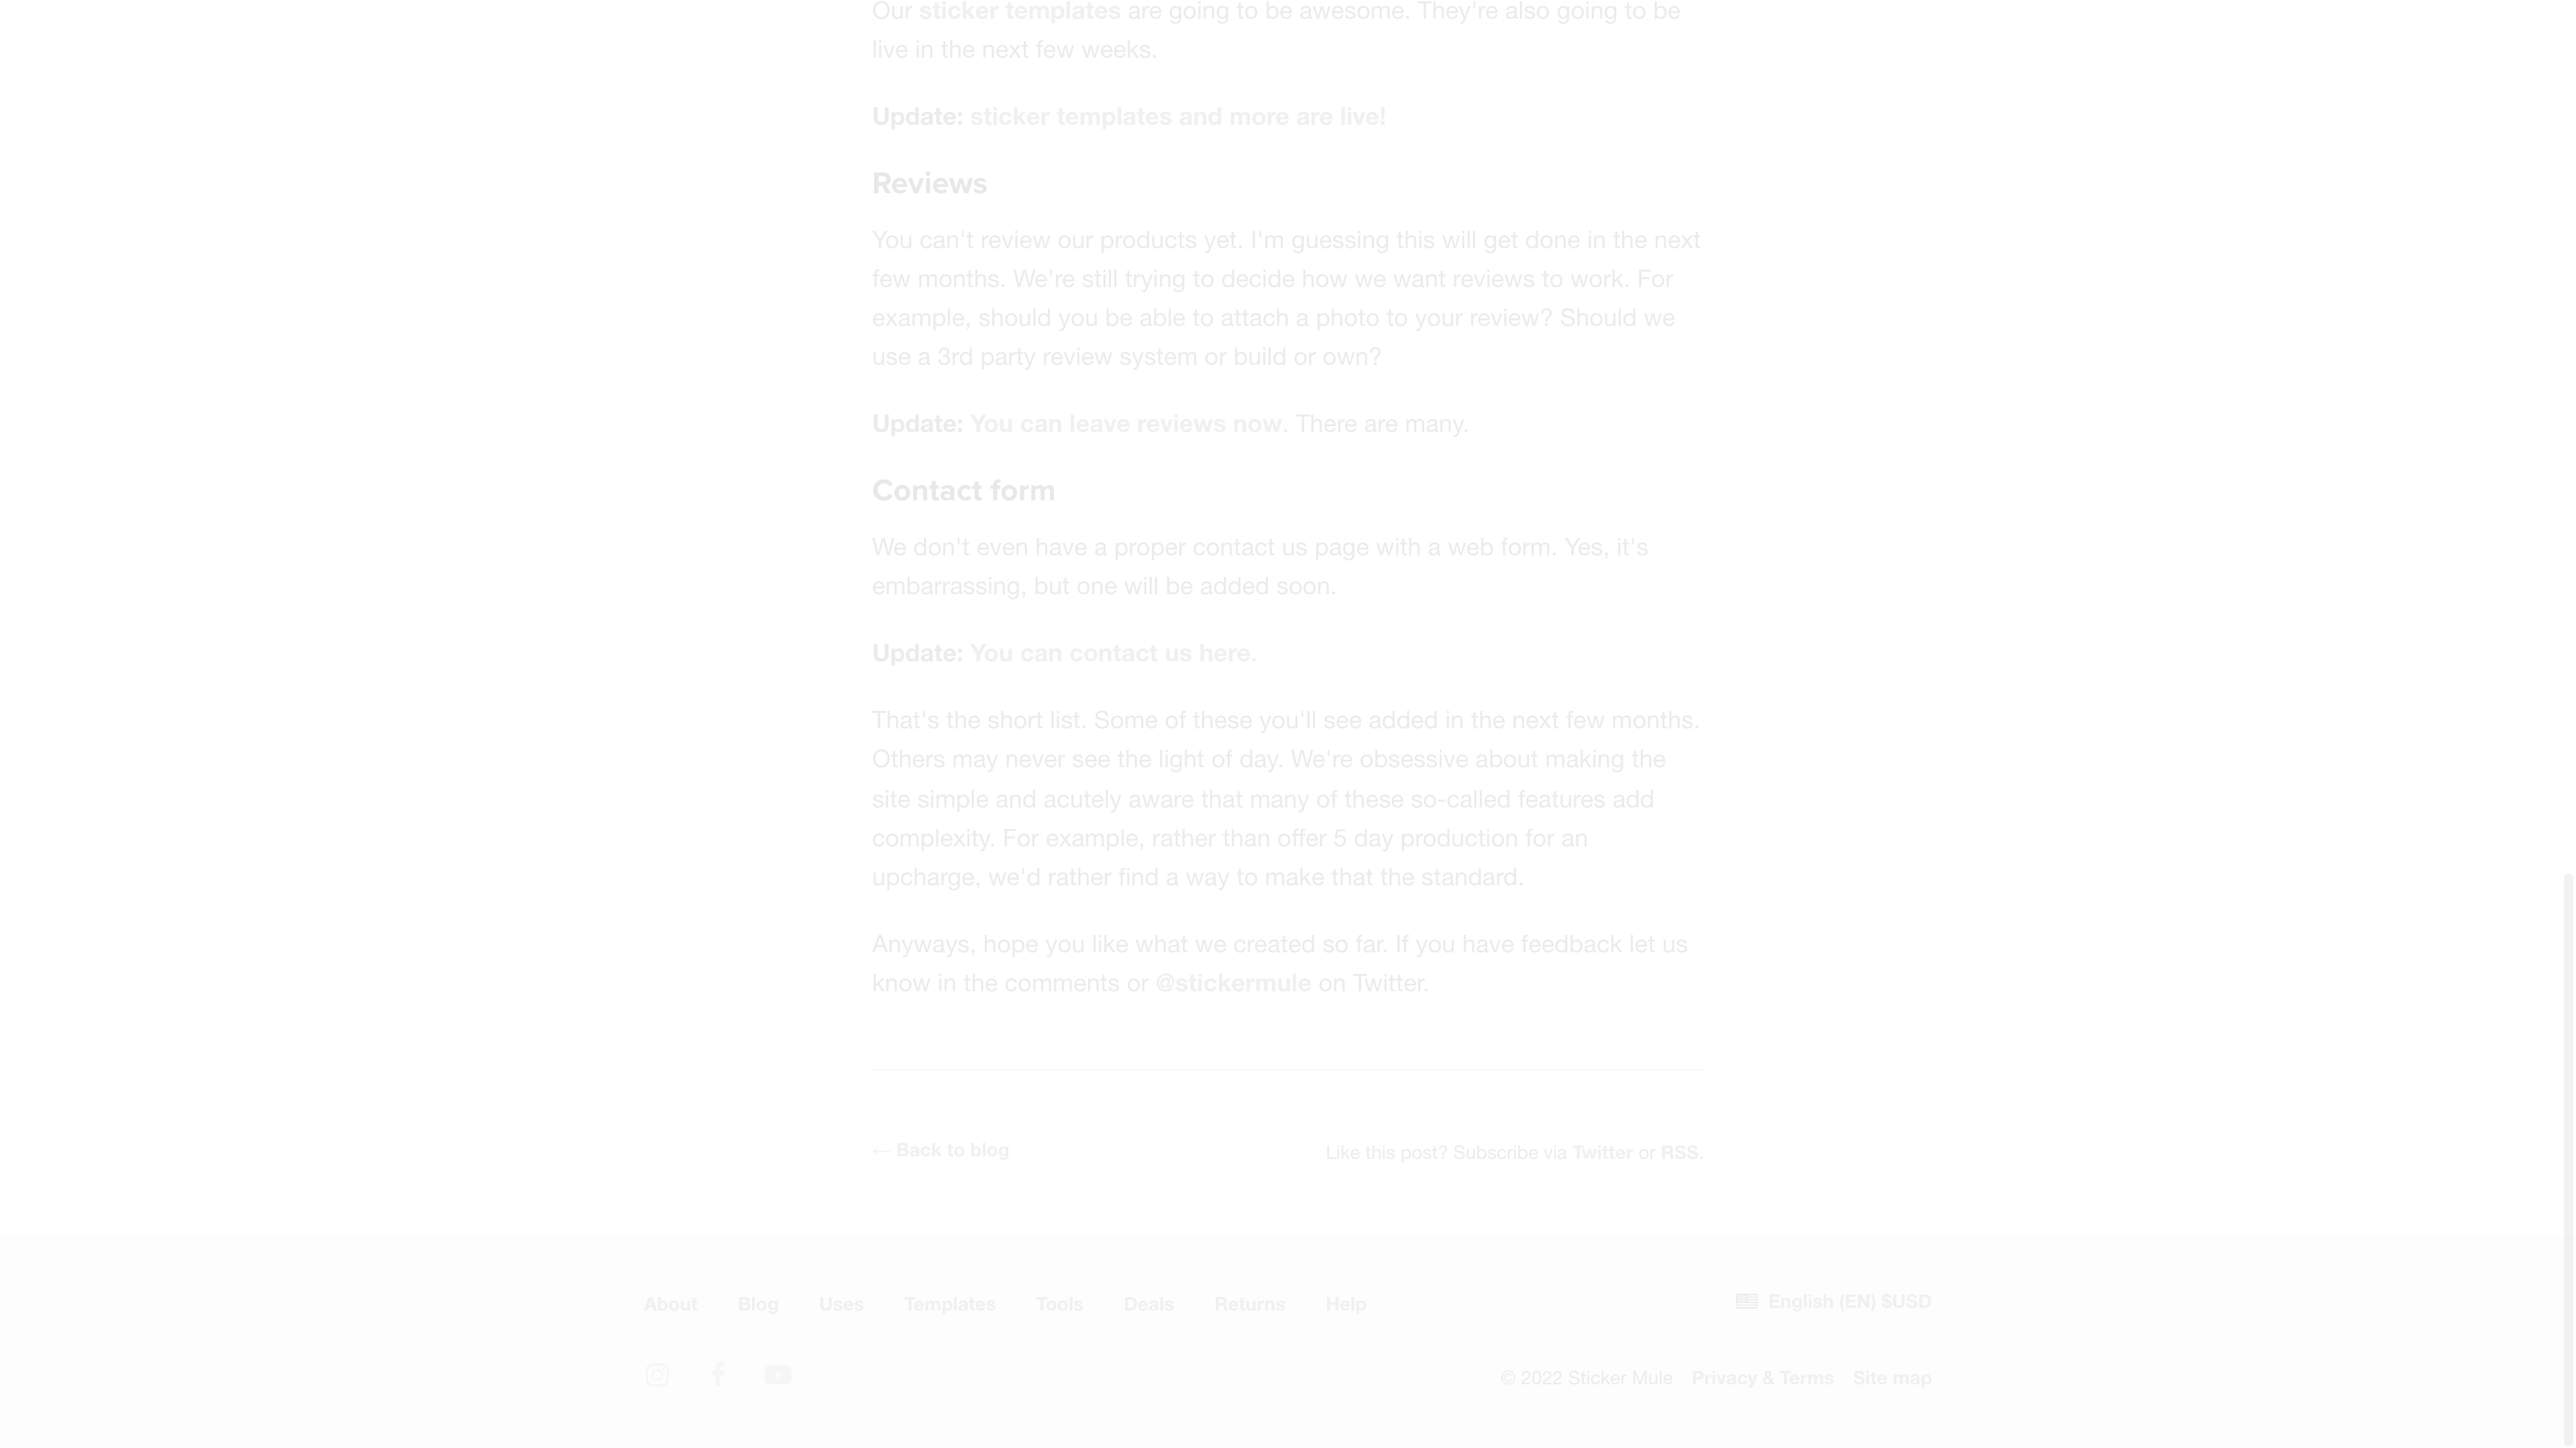 Our sticker templates are going to be awesome. They're also going to be
live in the next few weeks.
Update: sticker templates and more are live!
Reviews
You can't review our products yet. I'm guessing this will get done in the next
few months. We're still trying to decide how we want reviews to work. For
example, should you be able to attach a photo to your review? Should we
use a 3rd party review system or build or own?
Update: You can leave reviews now. There are many.
Contact form
We don't even have a proper contact us page with a web form. Yes, it's
embarrassing, but one will be added soon.
Update: You can contact us here.
That's the short list. Some of these you'll see added in the next few months.
Others may never see the light of day. We're obsessive about making the
site simple and acutely aware that many of these so-called features add
complexity. For example, rather than offer 5 day production for an
upcharge, we'd rather find a way to make that the standard.
Anyways, hope you like what we created so far. If you have feedback let us
know in the comments or @stickermule on Twitter.
← Back to blog
Like this post? Subscribe via Twitter or RSS.
About Blog Uses Templates Tools Deals Returns Help
English (EN) $USD
© 2022 Sticker Mule Privacy & Terms Site map